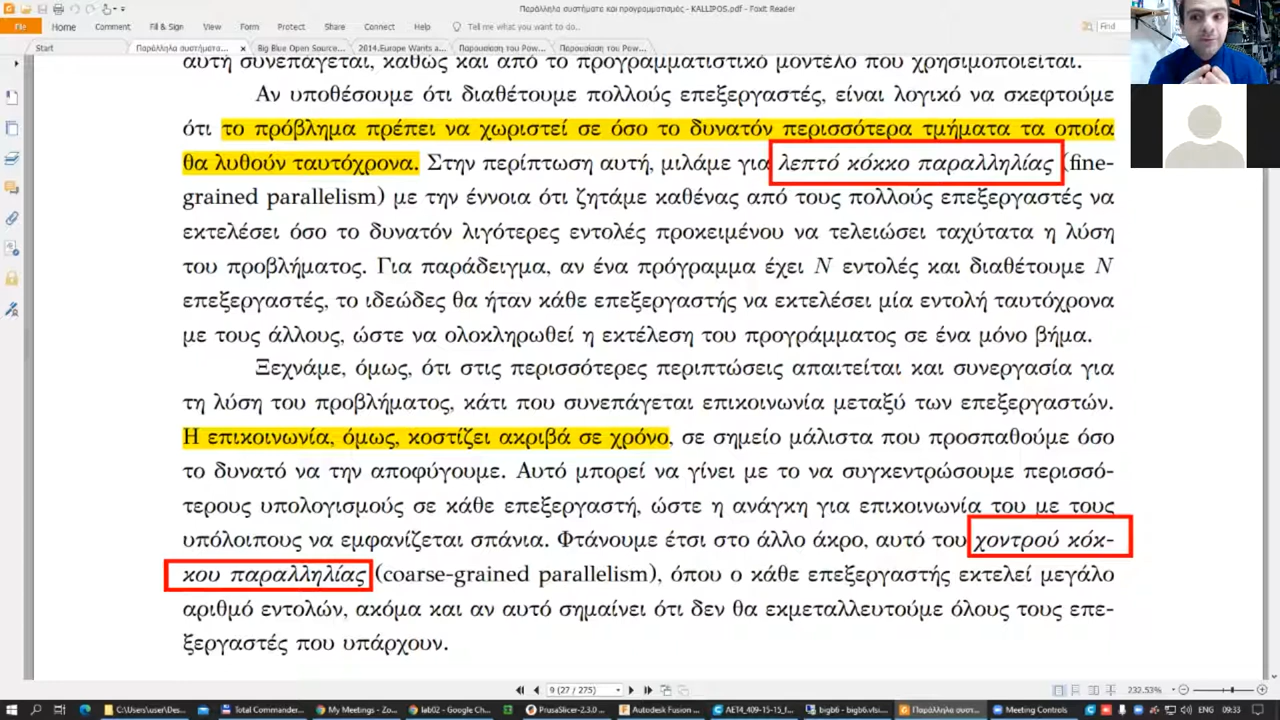 Παράλληλα συστήματα και προγραμματισμός - KALLIPOS.pdf - Foxit Reader
File Home Comment Fill & Sign View Form Protect Share Connect Help Tell me what you want to do... Find
Start Παράλληλα συστήματα... × Big Blue Open Source... 2014.Europe Wants a... Παρουσίαση του Pow... Παρουσίαση του Pow...
αυτή συνεπάγεται, καθώς και από το προγραμματιστικό μοντέλο που χρησιμοποιείται.
Αν υποθέσουμε ότι διαθέτουμε πολλούς επεξεργαστές, είναι λογικό να σκεφτούμε
ότι το πρόβλημα πρέπει να χωριστεί σε όσο το δυνατόν περισσότερα τμήματα τα οποία
θα λυθούν ταυτόχρονα. Στην περίπτωση αυτή, μιλάμε για λεπτό κόκκο παραλληλίας (fine-
grained parallelism) με την έννοια ότι ζητάμε καθένας από τους πολλούς επεξεργαστές να
εκτελέσει όσο το δυνατόν λιγότερες εντολές προκειμένου να τελειώσει ταχύτατα η λύση
του προβλήματος. Για παράδειγμα, αν ένα πρόγραμμα έχει N εντολές και διαθέτουμε N
επεξεργαστές, το ιδεώδες θα ήταν κάθε επεξεργαστής να εκτελέσει μία εντολή ταυτόχρονα
με τους άλλους, ώστε να ολοκληρωθεί η εκτέλεση του προγράμματος σε ένα μόνο βήμα.
Ξεχνάμε, όμως, ότι στις περισσότερες περιπτώσεις απαιτείται και συνεργασία για
τη λύση του προβλήματος, κάτι που συνεπάγεται επικοινωνία μεταξύ των επεξεργαστών.
Η επικοινωνία, όμως, κοστίζει ακριβά σε χρόνο, σε σημείο μάλιστα που προσπαθούμε όσο
το δυνατό να την αποφύγουμε. Αυτό μπορεί να γίνει με το να συγκεντρώσουμε περισσό-
τερους υπολογισμούς σε κάθε επεξεργαστή, ώστε η ανάγκη για επικοινωνία του με τους
υπόλοιπους να εμφανίζεται σπάνια. Φτάνουμε έτσι στο άλλο άκρο, αυτό του χοντρού κόκ-
κου παραλληλίας (coarse-grained parallelism), όπου ο κάθε επεξεργαστής εκτελεί μεγάλο
αριθμό εντολών, ακόμα και αν αυτό σημαίνει ότι δεν θα εκμεταλλευτούμε όλους τους επε-
ξεργαστές που υπάρχουν.
9 (27 / 275) 232.53%
C:\Users\user\Des... Total Commander... My Meetings - Zo... lab02 - Google Ch... PrusaSlicer-2.3.0 ... Autodesk Fusion ... AET4_409-15-15_f... bigb6 - bigb6.vlsi... Παράλληλα συστ... Meeting Controls ENG 09:33